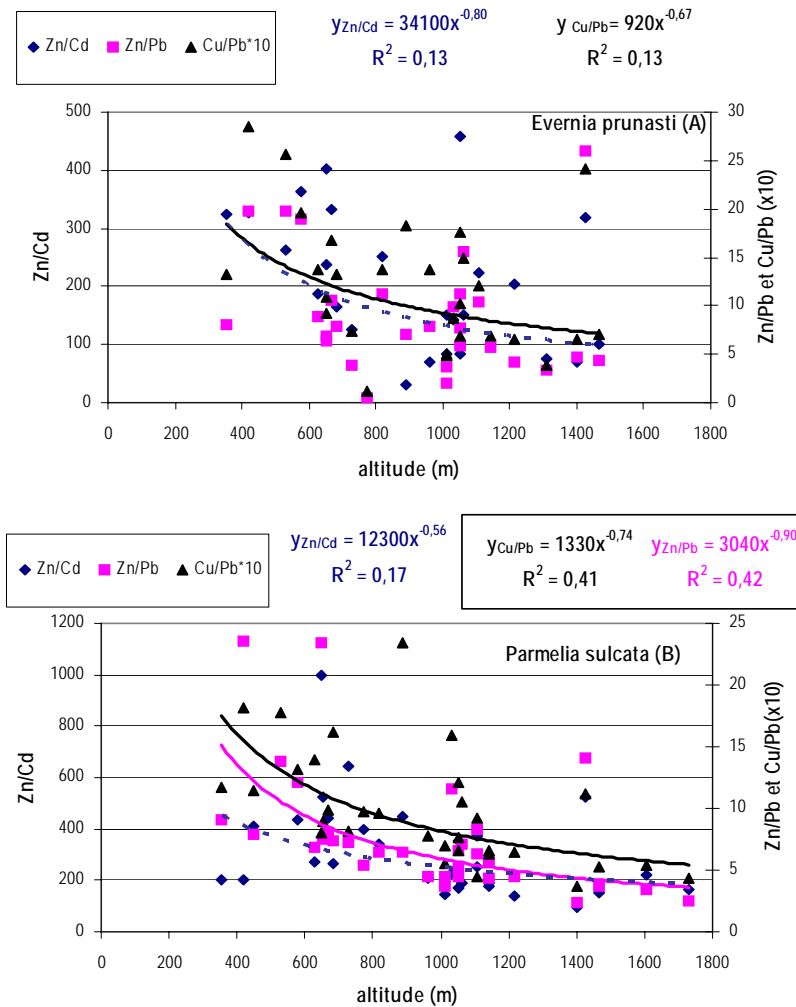 y Zn/Cd = 34100x^-0,80 y Cu/Pb = 920x^-0,67
Zn/Cd Zn/Pb Cu/Pb*10
R² = 0,13 R² = 0,13
Evernia prunasti (A)
500
400
300
200
100
0
Zn/Cd
30
25
20
15
10
5
0
Zn/Pb et Cu/Pb (x10)
0 200 400 600 800 1000 1200 1400 1600 1800
altitude (m)
y Zn/Cd = 12300x^-0,56 y Cu/Pb = 1330x^-0,74 y Zn/Pb = 3040x^-0,90
Zn/Cd Zn/Pb Cu/Pb*10
R² = 0,17 R² = 0,41 R² = 0,42
Parmelia sulcata (B)
1200
1000
800
600
400
200
0
Zn/Cd
25
20
15
10
5
0
Zn/Pb et Cu/Pb(x10)
0 200 400 600 800 1000 1200 1400 1600 1800
altitude (m)